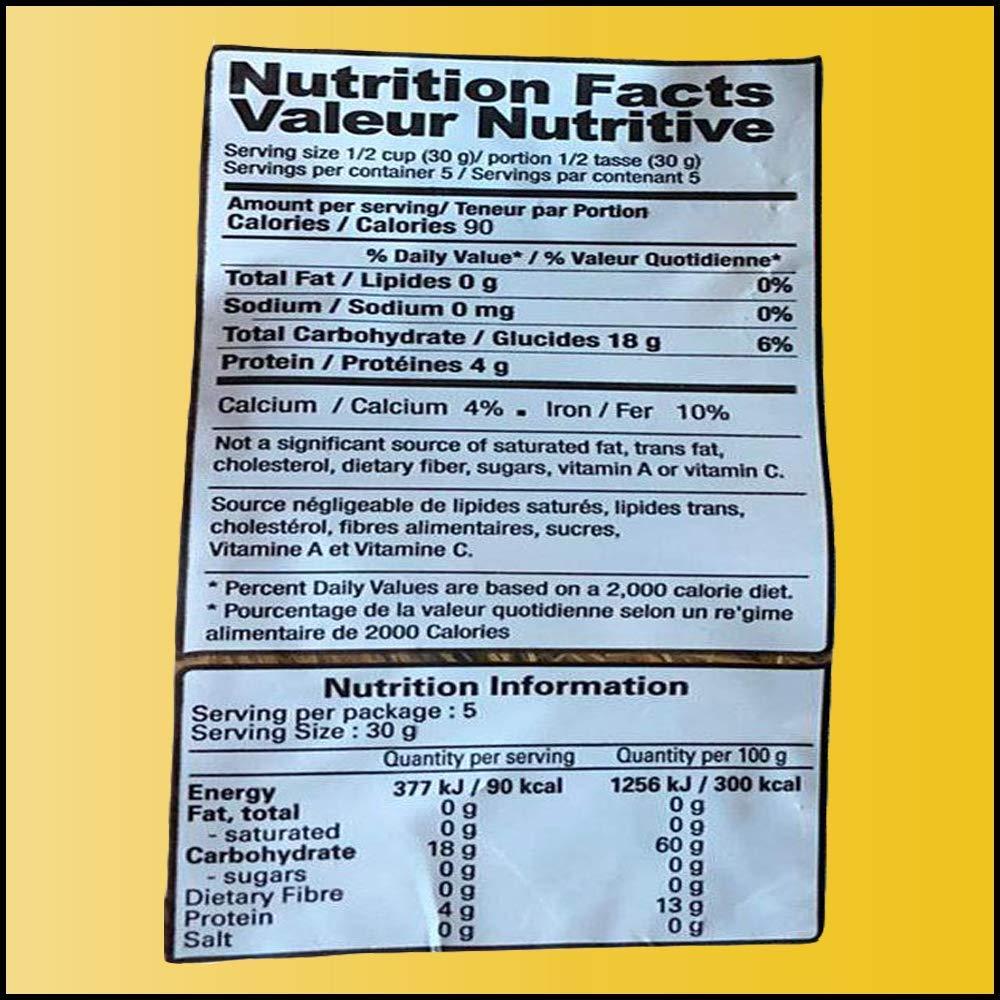 Nutrition Facts
Valeur Nutritive
Serving size 1/2 cup (30 g)/ portion 1/2 tasse (30 g)
Servings per container 5 / Servings par contenant 5
Amount per serving/ Teneur par Portion
Calories / Calories 90
% Daily Value* / % Valeur Quotidienne*
Total Fat / Lipides 0 g 0%
Sodium / Sodium 0 mg 0%
Total Carbohydrate / Glucides 18 g 6%
Protein / Protéines 4 g
Calcium / Calcium 4% ▪ Iron / Fer 10%
Not a significant source of saturated fat, trans fat,
cholesterol, dietary fiber, sugars, vitamin A or vitamin C.
Source négligeable de lipides saturés, lipides trans,
cholestérol, fibres alimentaires, sucres,
Vitamine A et Vitamine C.
* Percent Daily Values are based on a 2,000 calorie diet.
* Pourcentage de la valeur quotidienne selon un re'gime
alimentaire de 2000 Calories
Nutrition Information
Serving per package : 5
Serving Size : 30 g
Quantity per serving Quantity per 100 g
Energy 377 kJ / 90 kcal 1256 kJ / 300 kcal
Fat, total 0 g 0 g
- saturated 0 g 0 g
Carbohydrate 18 g 60 g
- sugars 0 g 0 g
Dietary Fibre 0 g 0 g
Protein 4 g 13 g
Salt 0 g 0 g